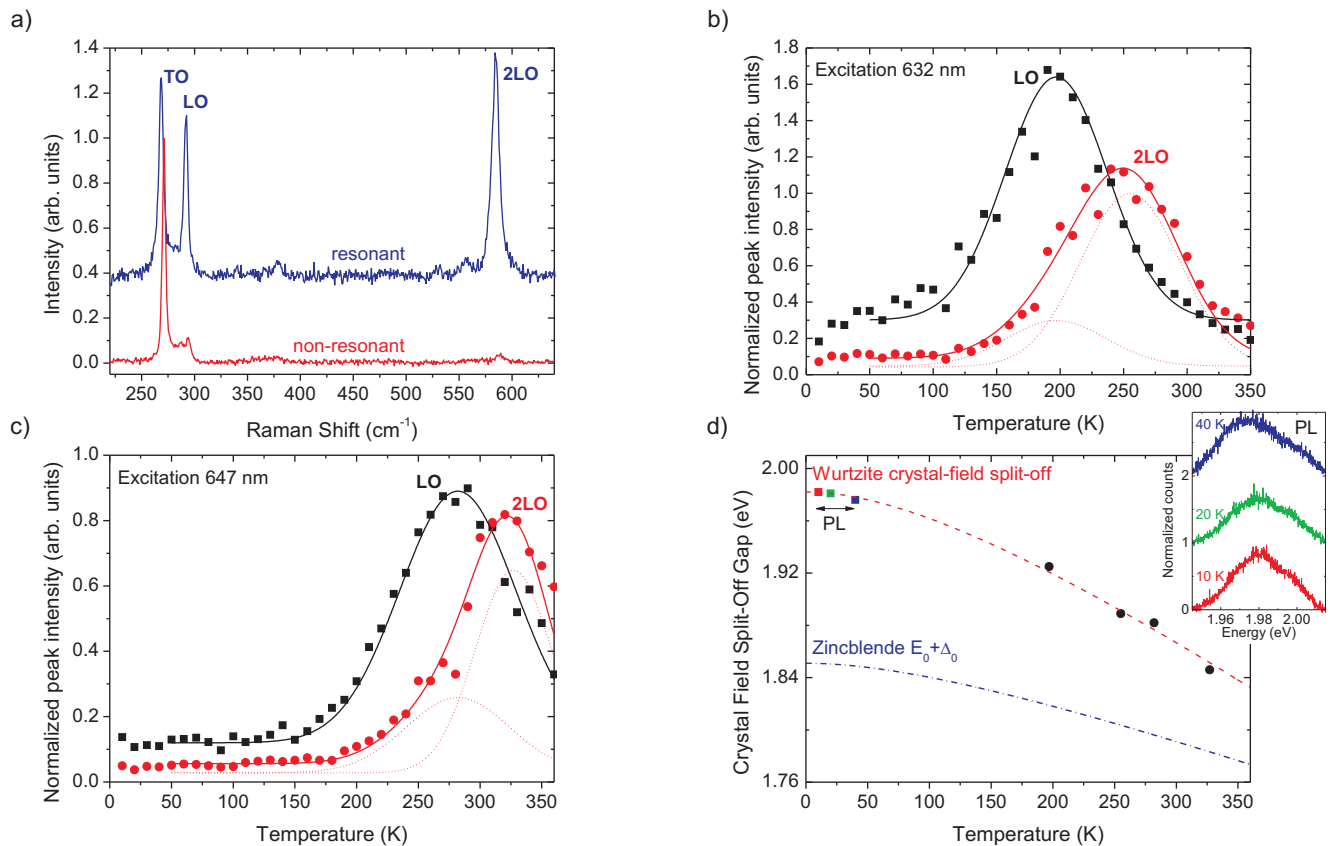 a)
Intensity (arb. units)
1.4
1.2
1.0
0.8
0.6
0.4
0.2
0.0
TO
LO
2LO
resonant
non-resonant
250 300 350 400 450 500 550 600
Raman Shift (cm⁻¹)
b)
Normalized peak intensity (arb. units)
1.8
1.6
1.4
1.2
1.0
0.8
0.6
0.4
0.2
0.0
Excitation 632 nm
LO
2LO
0 50 100 150 200 250 300 350
Temperature (K)
c)
Normalized peak intensity (arb. units)
1.0
0.8
0.6
0.4
0.2
0.0
Excitation 647 nm
LO
2LO
0 50 100 150 200 250 300 350
Temperature (K)
d)
Crystal Field Split-Off Gap (eV)
2.00
1.92
1.84
1.76
Wurtzite crystal-field split-off
PL
Zincblende E₀+Δ₀
0 50 100 150 200 250 300 350
Temperature (K)
Normalized counts
2
1
0
40 K
PL
20 K
10 K
1.96 1.98 2.00
Energy (eV)